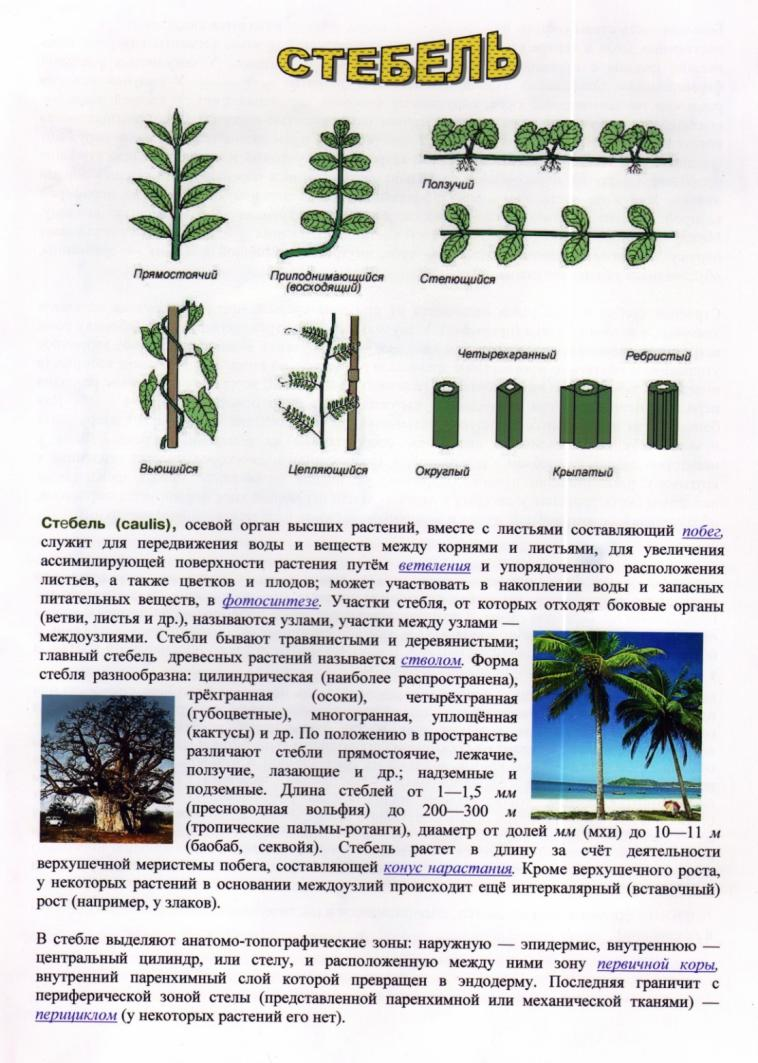 СТЕБЕЛЬ
Прямостоячий
Приподнимающийся
(восходящий)
Ползучий
Стелющийся
Вьющийся
Цепляющийся
Четырехгранный
Ребристый
Округлый
Крылатый
Стебель (caulis), осевой орган высших растений, вместе с листьями составляющий побег,
служит для передвижения воды и веществ между корнями и листьями, для увеличения
ассимилирующей поверхности растения путём ветвления и упорядоченного расположения
листьев, а также цветков и плодов; может участвовать в накоплении воды и запасных
питательных веществ, в фотосинтезе. Участки стебля, от которых отходят боковые органы
(ветви, листья и др.), называются узлами, участки между узлами —
междоузлиями. Стебли бывают травянистыми и деревянистыми;
главный стебель древесных растений называется стволом. Форма
стебля разнообразна: цилиндрическая (наиболее распространена),
трёхгранная (осоки), четырёхгранная
(губоцветные), многогранная, уплощённая
(кактусы) и др. По положению в пространстве
различают стебли прямостоячие, лежачие,
ползучие, лазающие и др.; надземные и
подземные. Длина стеблей от 1—1,5 мм
(пресноводная вольфия) до 200—300 м
(тропические пальмы-ротанги), диаметр от долей мм (мхи) до 10—11 м
(баобаб, секвойя). Стебель растет в длину за счёт деятельности
верхушечной меристемы побега, составляющей конус нарастания. Кроме верхушечного роста,
у некоторых растений в основании междоузлий происходит ещё интеркалярный (вставочный)
рост (например, у злаков).
В стебле выделяют анатомо-топографические зоны: наружную — эпидермис, внутреннюю —
центральный цилиндр, или стелу, и расположенную между ними зону первичной коры,
внутренний паренхимный слой которой превращен в эндодерму. Последняя граничит с
периферической зоной стелы (представленной паренхимной или механической тканями) —
перициклом (у некоторых растений его нет).